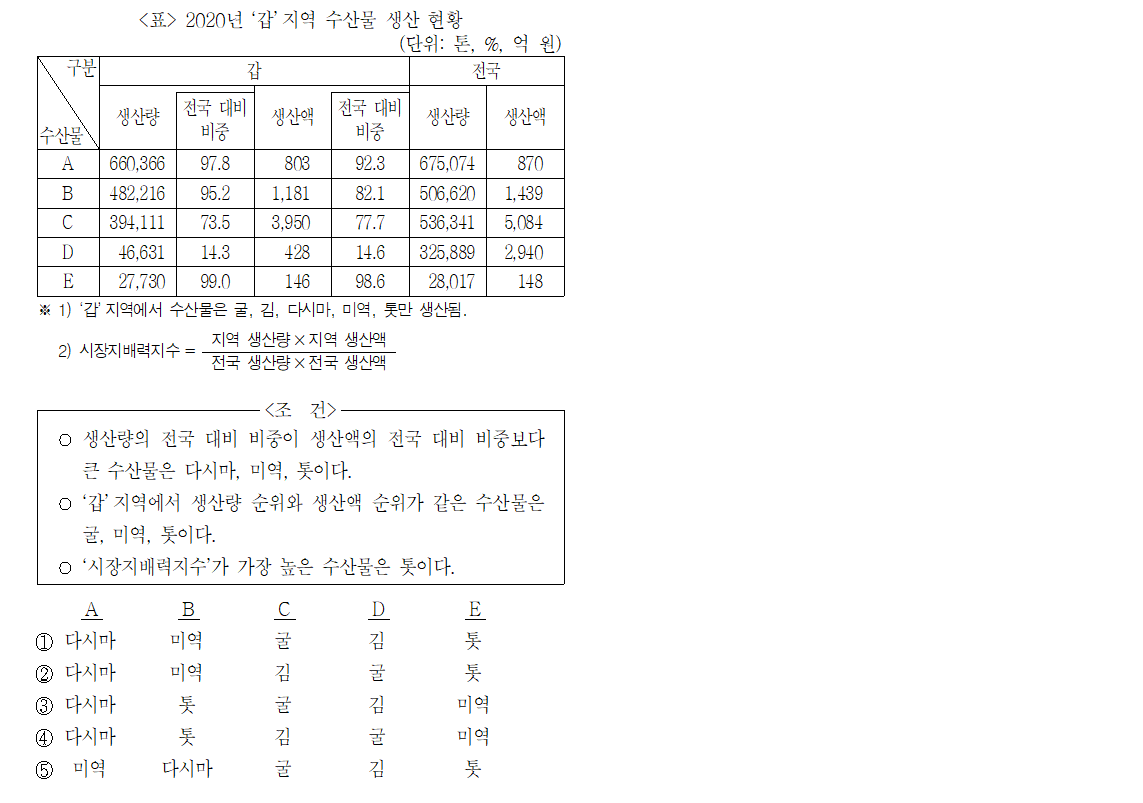 <표> 2020년 ‘갑’ 지역 수산물 생산 현황
(단위: 톤, %, 억 원)
구분 갑 전국
수산물 생산량 전국 대비 비중 생산액 전국 대비 비중 생산량 생산액
A 660,366 97.8 803 92.3 675,074 870
B 482,216 95.2 1,181 82.1 506,620 1,439
C 394,111 73.5 3,950 77.7 536,341 5,084
D 46,631 14.3 428 14.6 325,889 2,940
E 27,730 99.0 146 98.6 28,017 148
※ 1) ‘갑’ 지역에서 수산물은 굴, 김, 다시마, 미역, 톳만 생산됨.
2) 시장지배력지수 = 지역 생산량×지역 생산액
전국 생산량×전국 생산액
<조 건>
○ 생산량의 전국 대비 비중이 생산액의 전국 대비 비중보다
큰 수산물은 다시마, 미역, 톳이다.
○ ‘갑’ 지역에서 생산량 순위와 생산액 순위가 같은 수산물은
굴, 미역, 톳이다.
○ ‘시장지배력지수’가 가장 높은 수산물은 톳이다.
A B C D E
① 다시마 미역 굴 김 톳
② 다시마 미역 김 굴 톳
③ 다시마 톳 굴 김 미역
④ 다시마 톳 김 굴 미역
⑤ 미역 다시마 굴 김 톳